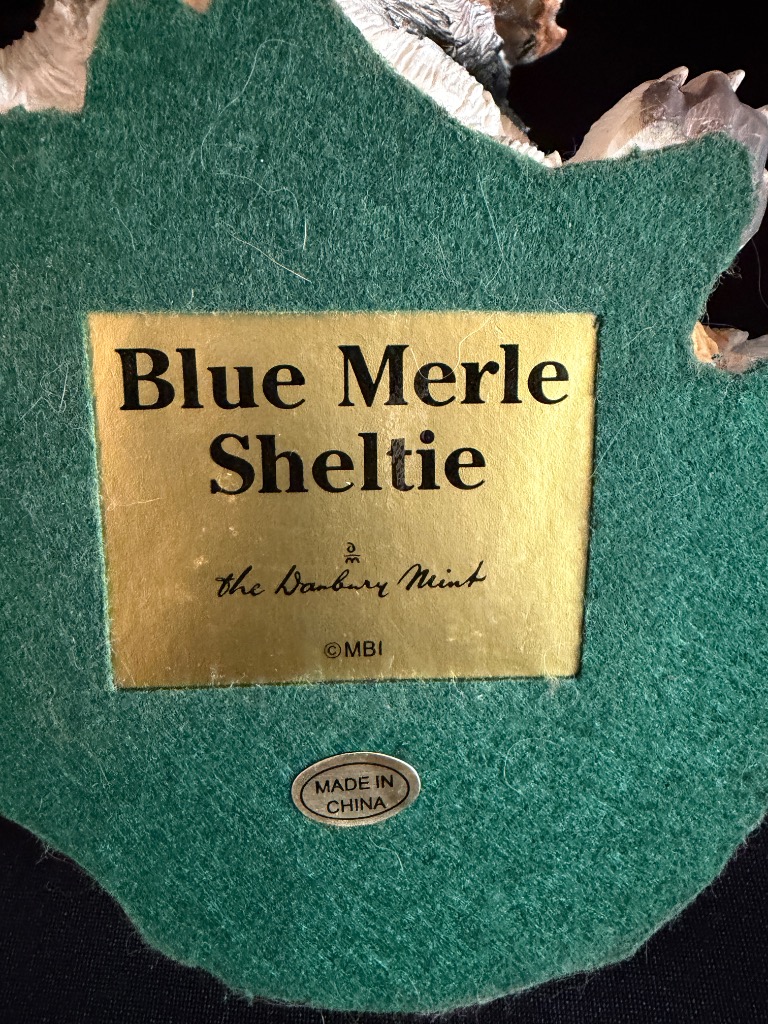 Blue Merle
Sheltie
∂
m
the Danbury Mint
©MBI
MADE IN
CHINA